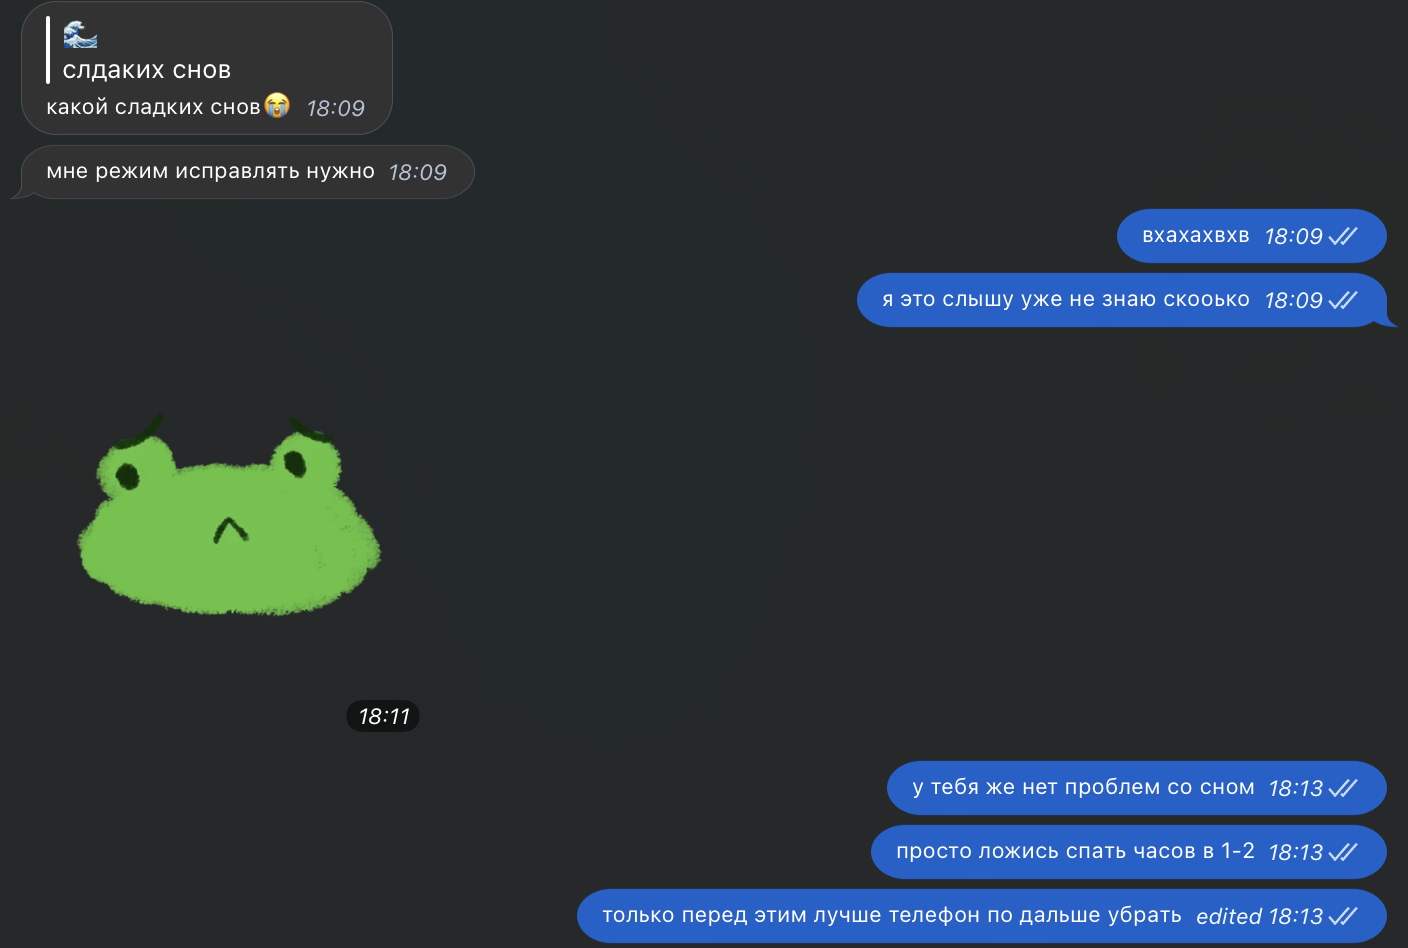 🌊
слдаких снов
какой сладких снов😭 18:09
мне режим исправлять нужно 18:09
вхахахвхв 18:09
я это слышу уже не знаю скооько 18:09
18:11
у тебя же нет проблем со сном 18:13
просто ложись спать часов в 1-2 18:13
только перед этим лучше телефон по дальше убрать edited 18:13